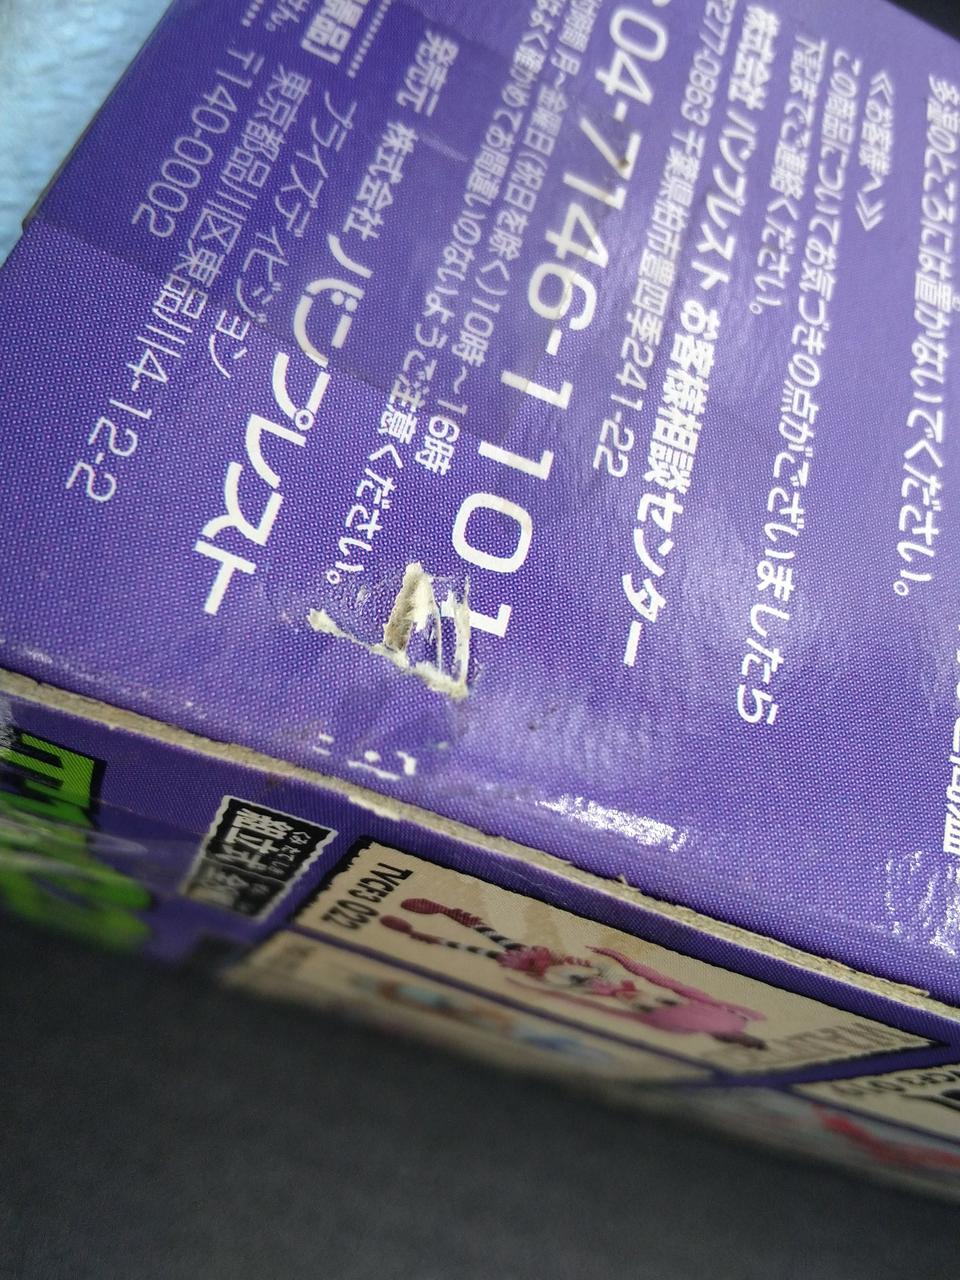 多湿のところには置かないでください。
≪お客様へ≫
この商品についてお気づきの点がございましたら
下記までご連絡ください。
株式会社 バンプレスト お客様相談センター
277-0863 千葉県柏市豊四季241-22
04-7146-1101
月~金曜日(祝日を除く)10時~16時
よく確かめてお間違いのないようご注意ください。
発売元 株式会社 バンプレスト
プライズディビジョン
東京都品川区東品川4-12-2
〒140-0002
せん。
組立式
TVCF3 022